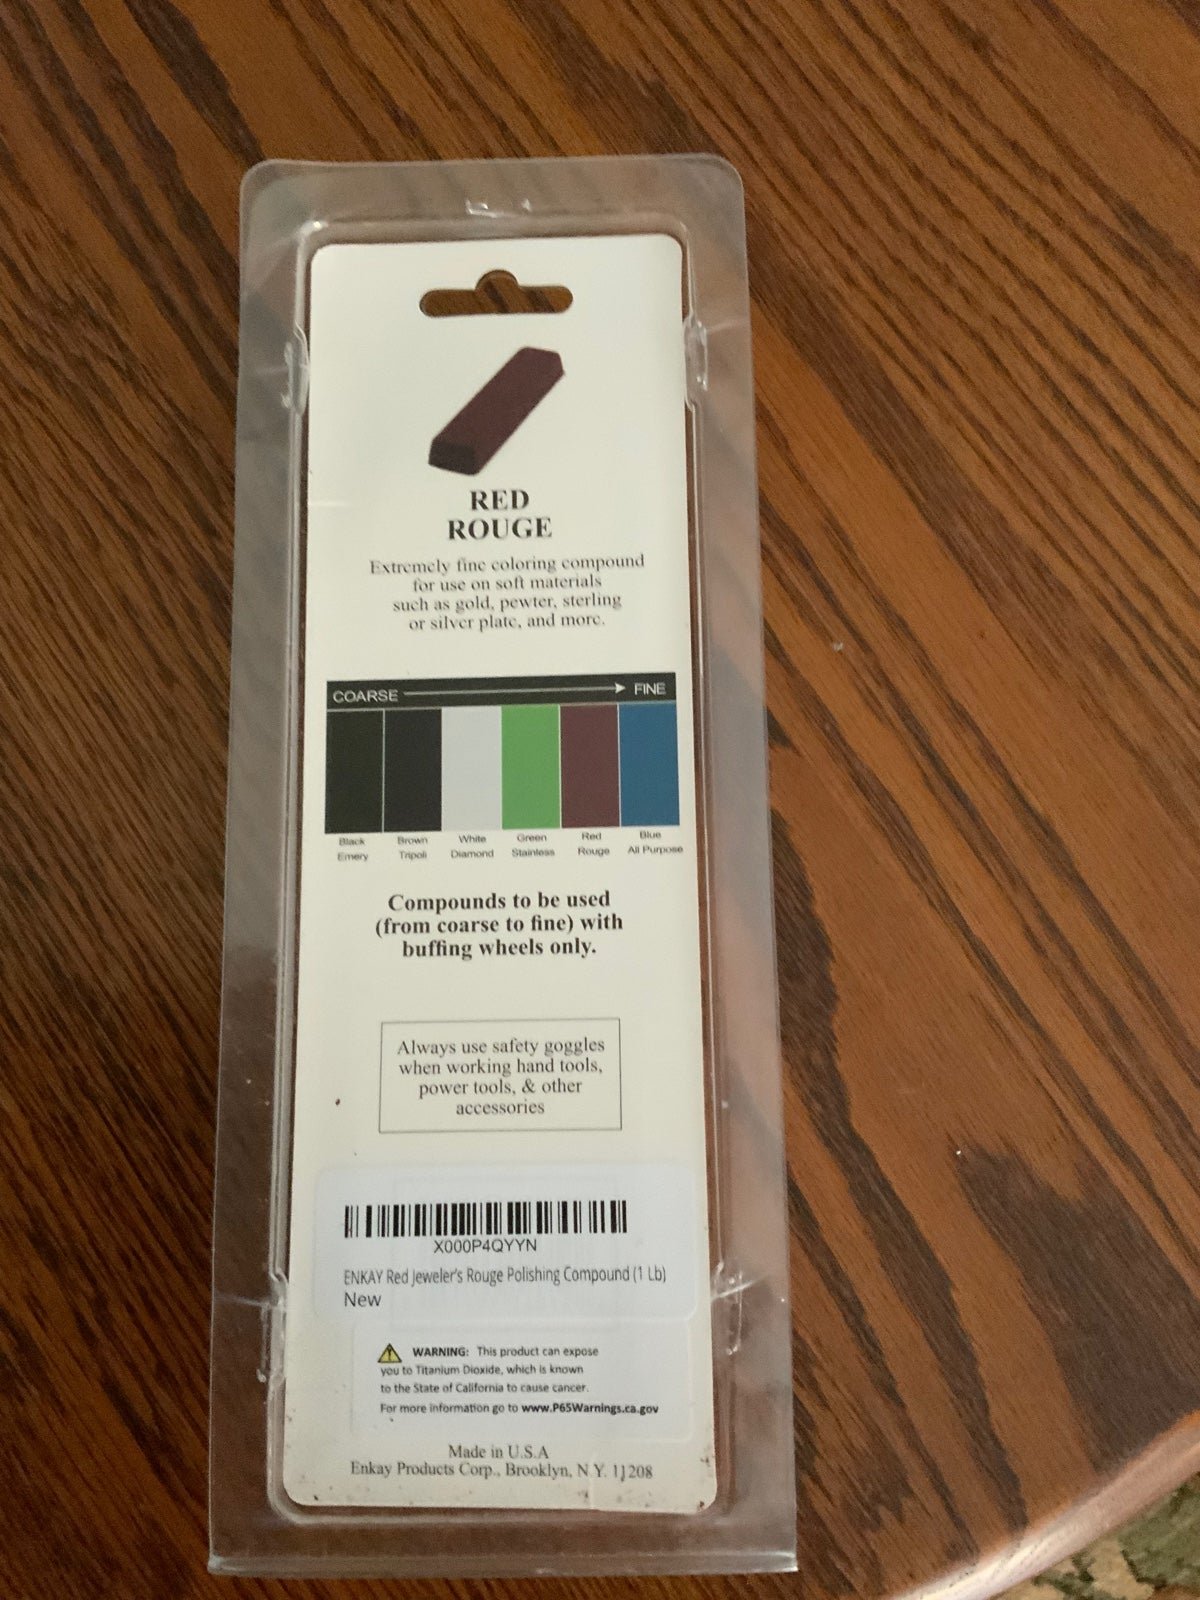 RED
ROUGE
Extremely fine coloring compound
for use on soft materials
such as gold, pewter, sterling
or silver plate, and more.
COARSE FINE
Black Brown White Green Red Blue
Emery Tripoli Diamond Stainless Rouge All Purpose
Compounds to be used
(from coarse to fine) with
buffing wheels only.
Always use safety goggles
when working hand tools,
power tools, & other
accessories
X000P4QYYN
ENKAY Red Jeweler's Rouge Polishing Compound (1 Lb)
New
WARNING: This product can expose
you to Titanium Dioxide, which is known
to the State of California to cause cancer.
For more information go to www.P65Warnings.ca.gov
Made in U.S.A
Enkay Products Corp., Brooklyn, N.Y. 11208